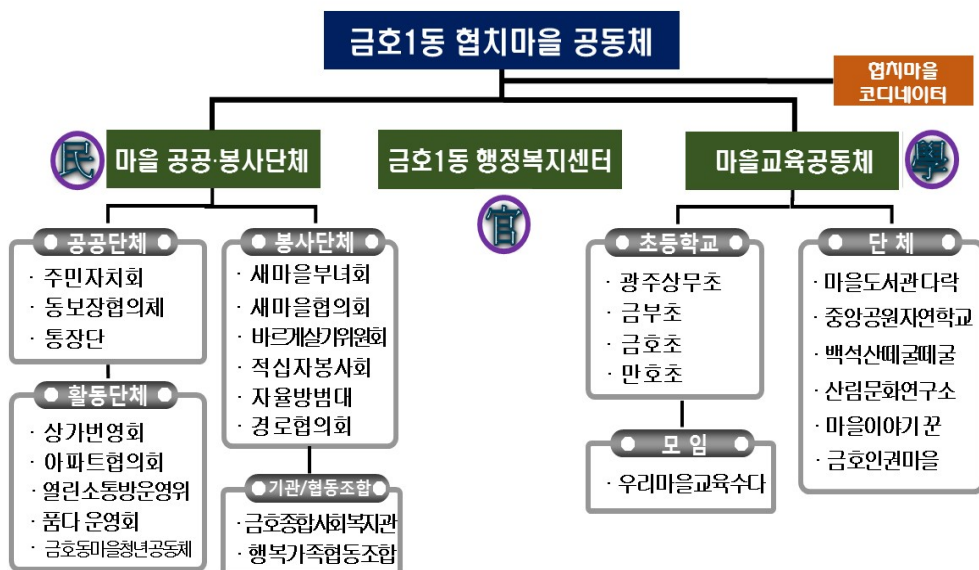 금호1동 협치마을 공동체
협치마을
코디네이터
民
마을 공공·봉사단체
금호1동 행정복지센터
官
마을교육공동체
學
공공단체
· 주민자치회
· 동보장협의체
· 통장단
활동단체
· 상가번영회
· 아파트협의회
· 열린소통방운영위
· 품다 운영회
· 금호동마을청년공동체
봉사단체
· 새마을부녀회
· 새마을협의회
· 바르게살기위원회
· 적십자봉사회
· 자율방범대
· 경로협의회
기관/협동조합
· 금호종합사회복지관
· 행복가족협동조합
초등학교
· 광주상무초
· 금부초
· 금호초
· 만호초
모 임
· 우리마을교육수다
단 체
· 마을도서관다락
· 중앙공원자연학교
· 백석산떼굴떼굴
· 산림문화연구소
· 마을이야기 꾼
· 금호인권마을